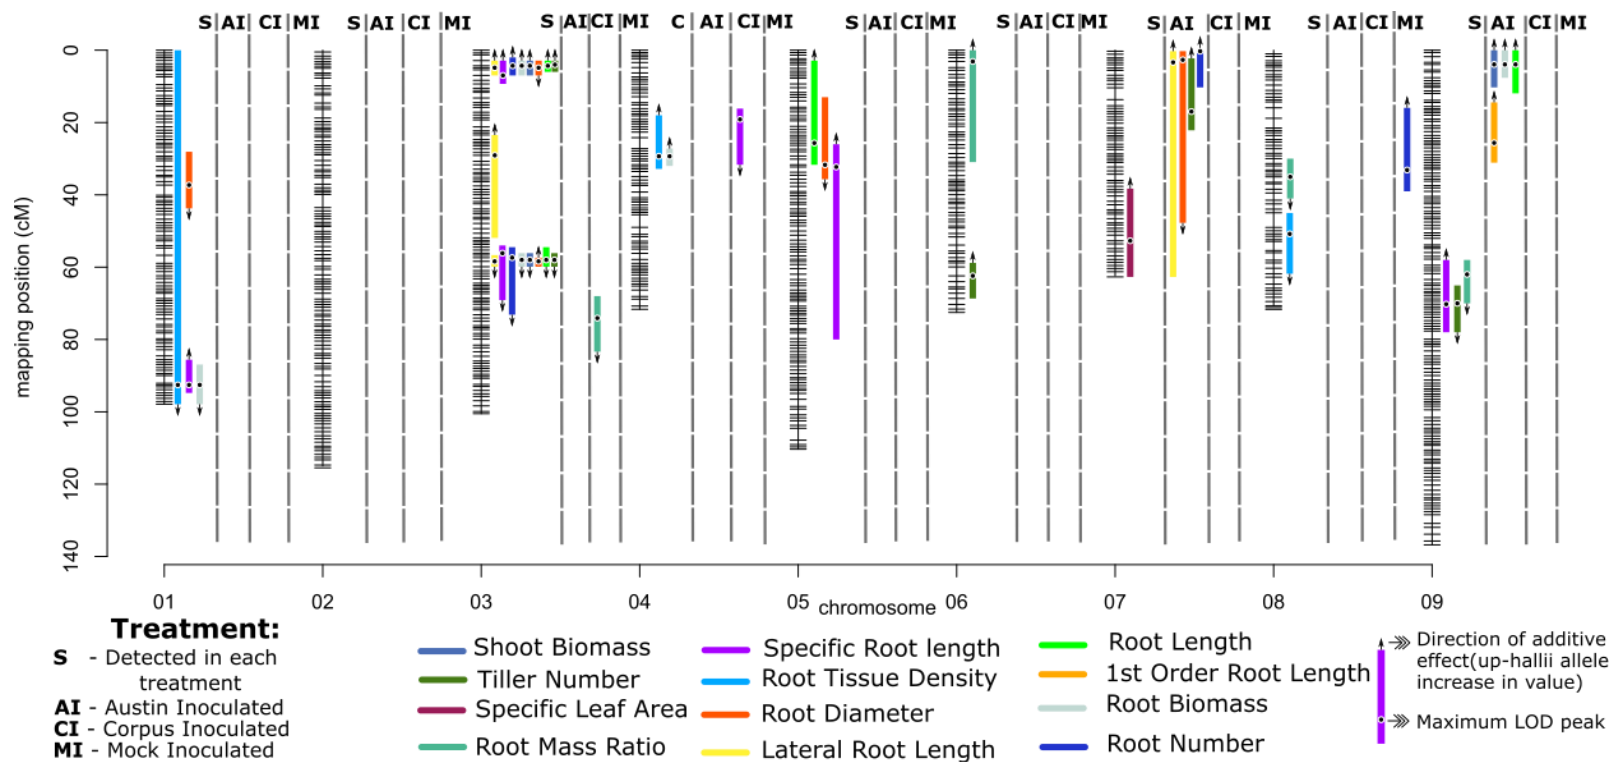 S AI CI MI S AI CI MI S AI CI MI C AI CI MI S AI CI MI S AI CI MI S AI CI MI S AI CI MI S AI CI MI
0
20
40
60
80
100
120
140
mapping position (cM)
01 02 03 04 05 06 07 08 09
chromosome
Treatment:
S - Detected in each
treatment
AI - Austin Inoculated
CI - Corpus Inoculated
MI - Mock Inoculated
Shoot Biomass
Tiller Number
Specific Leaf Area
Root Mass Ratio
Specific Root length
Root Tissue Density
Root Diameter
Lateral Root Length
Root Length
1st Order Root Length
Root Biomass
Root Number
Direction of additive
effect(up-hallii allele
increase in value)
Maximum LOD peak